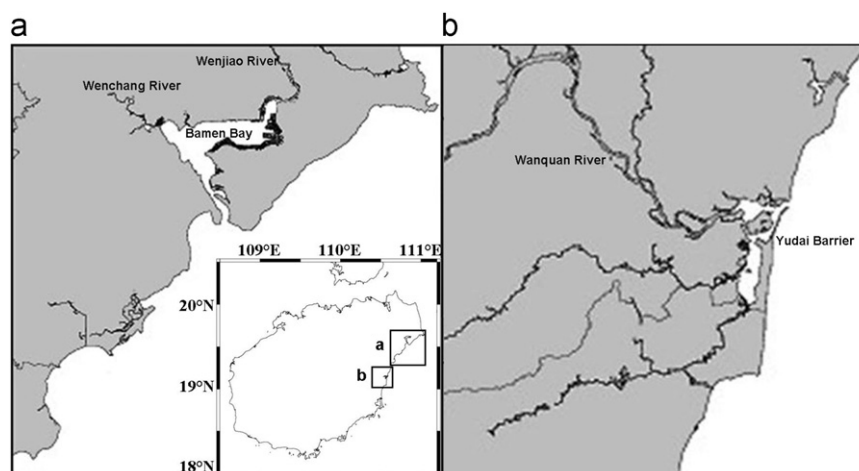 a
b
Wenjiao River
Wenchang River
Bamen Bay
Wanquan River
Yudai Barrier
109°E 110°E 111°E
20°N
19°N
18°N
a
b